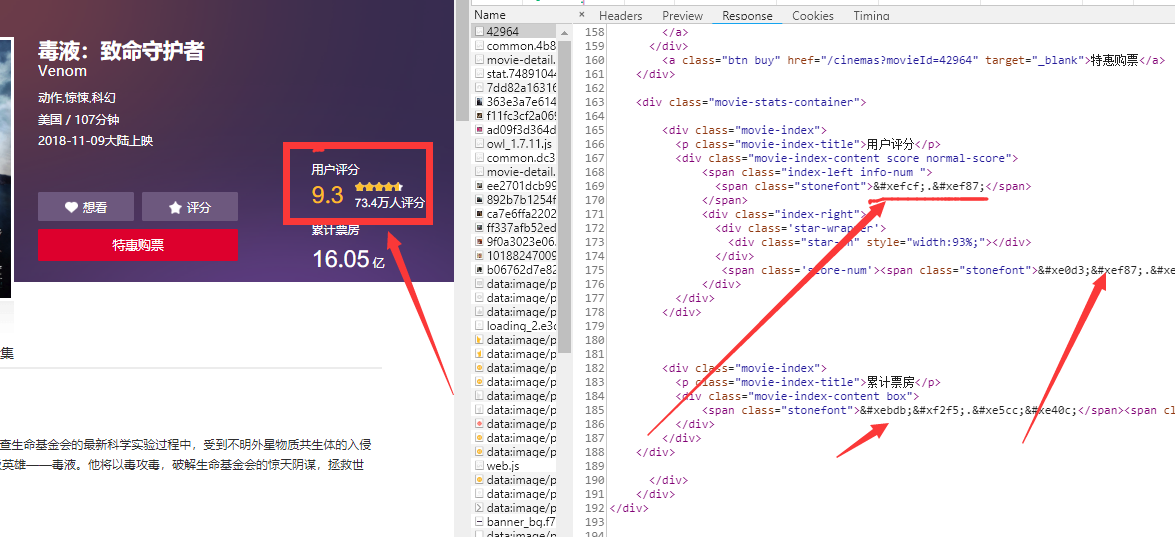 毒液：致命守护者
Venom
动作,惊悚,科幻
美国 / 107分钟
2018-11-09大陆上映
用户评分
9.3
73.4万人评分
累计票房
16.05 亿
想看
评分
特惠购票
集
查生命基金会的最新科学实验过程中，受到不明外星物质共生体的入侵
英雄——毒液。他将以毒攻毒，破解生命基金会的惊天阴谋，拯救世
Name
× Headers Preview Response Cookies Timing
42964
common.4b8
movie-detail.
stat.74891044
7dd82a16316
363e3a7e614
f11fc3cf2a069
ad09f3d364d
owl_1.7.11.js
common.dc3
movie-detail.
ee2701dcb99
892b7b1254f
ca7e6ffa2202
ff337afb52ed
9f0a3023e06.
10188247009
b06762d7e82
data:image/p
data:image/p
loading_2.e3c
data:image/p
data:image/p
data:image/p
data:image/p
data:image/p
data:image/p
data:image/p
data:image/p
data:image/p
web.js
data:image/p
data:image/p
data:image/p
banner_bg.f7
data:image/p
158 </a>
159 </div>
160 <a class="btn buy" href="/cinemas?movieId=42964" target="_blank">特惠购票</a>
161 </div>
162
163 <div class="movie-stats-container">
164
165 <div class="movie-index">
166 <p class="movie-index-title">用户评分</p>
167 <div class="movie-index-content score normal-score">
168 <span class="index-left info-num ">
169 <span class="stonefont">&#xefcf;.&#xef87;</span>
170 </span>
171 <div class="index-right">
172 <div class='star-wrapper'>
173 <div class="star-on" style="width:93%;"></div>
174 </div>
175 <span class='score-num'><span class="stonefont">&#xe0d3;&#xef87;.&#xe
176 </div>
177 </div>
178 </div>
179
180
181
182 <div class="movie-index">
183 <p class="movie-index-title">累计票房</p>
184 <div class="movie-index-content box">
185 <span class="stonefont">&#xebdb;&#xf2f5;.&#xe5cc;&#xe40c;</span><span cl
186 </div>
187 </div>
188 </div>
189
190 </div>
191 </div>
192 </div>
193
194